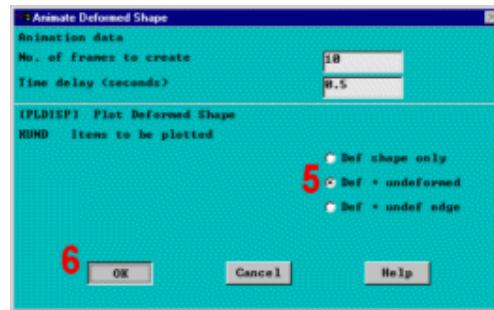 Animate Deformed Shape
Animation data
No. of frames to create 10
Time delay (seconds) 0.5
[PLDISP] Plot Deformed Shape
KUND Items to be plotted
Def shape only
5 Def + undeformed
Def + undef edge
6 OK Cancel Help